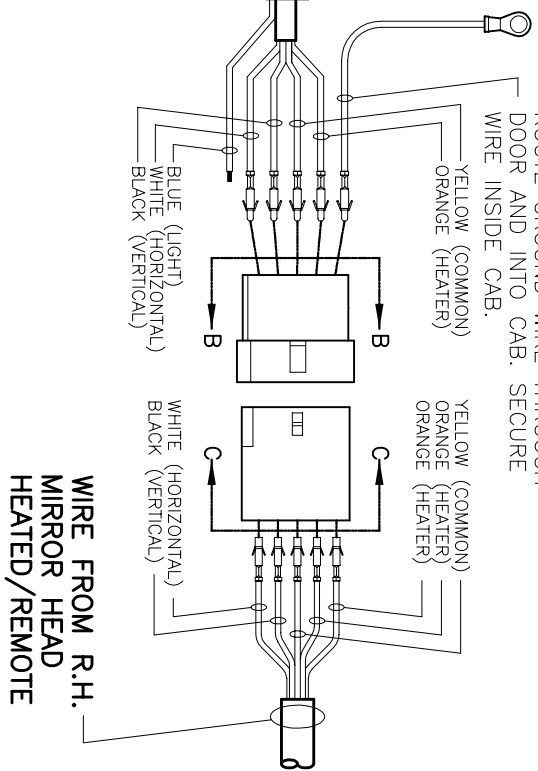 DOOR AND INTO CAB. SECURE
WIRE INSIDE CAB.
YELLOW (COMMON)
ORANGE (HEATER)
BLUE (LIGHT)
WHITE (HORIZONTAL)
BLACK (VERTICAL)
B
B
YELLOW (COMMON)
ORANGE (HEATER)
ORANGE (HEATER)
C
C
WHITE (HORIZONTAL)
BLACK (VERTICAL)
WIRE FROM R.H.
MIRROR HEAD
HEATED/REMOTE